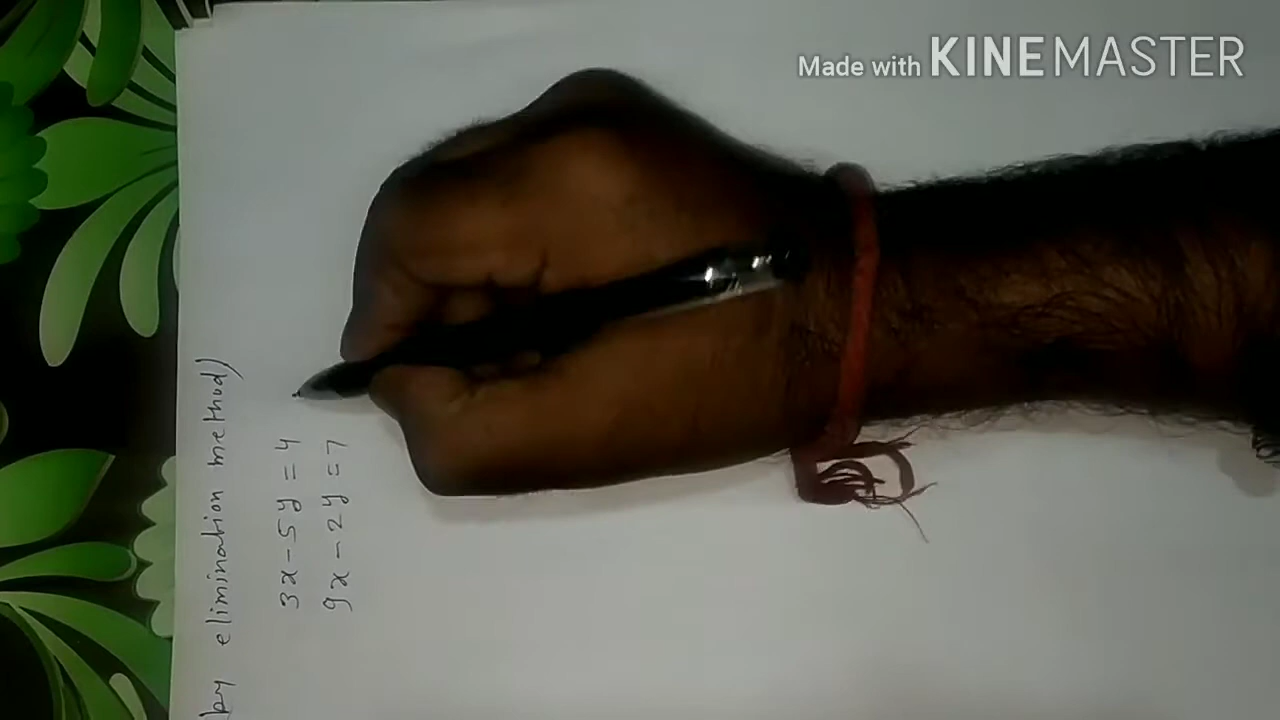 Made with KINEMASTER
by elimination method)
3x - 5y = 4
9x - 2y = 7